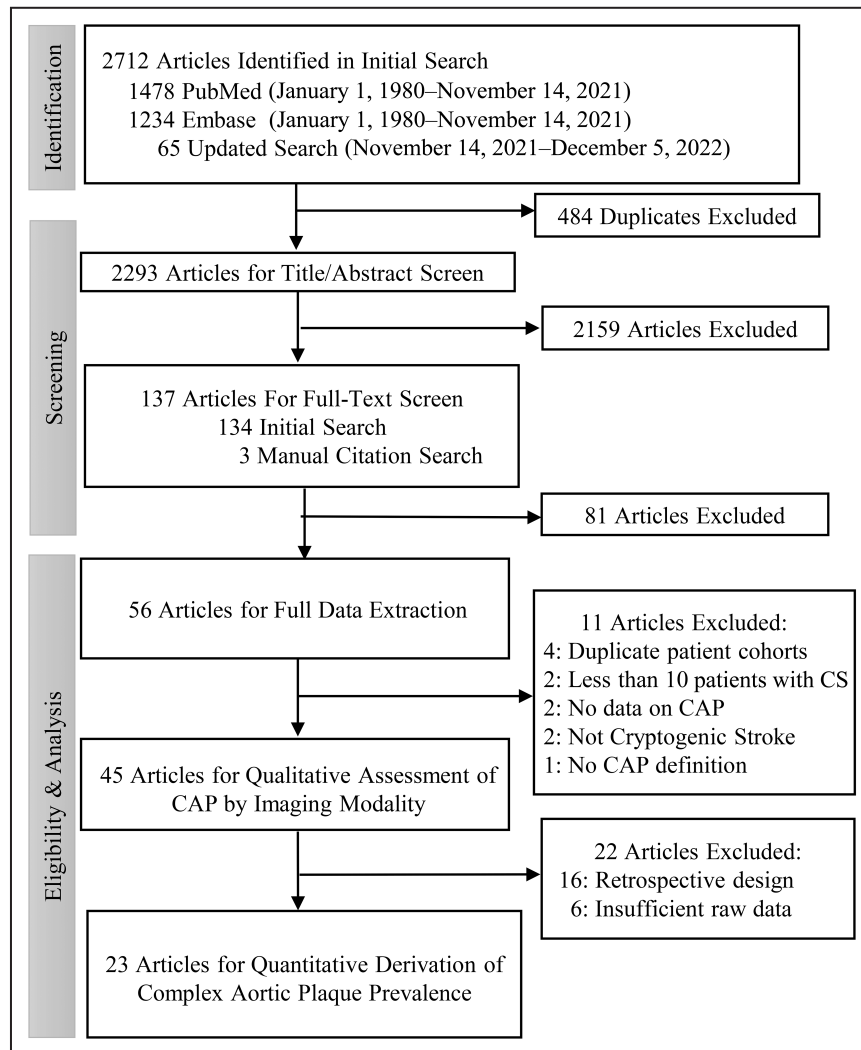 Identification
2712 Articles Identified in Initial Search
1478 PubMed (January 1, 1980–November 14, 2021)
1234 Embase (January 1, 1980–November 14, 2021)
65 Updated Search (November 14, 2021–December 5, 2022)
484 Duplicates Excluded
Screening
2293 Articles for Title/Abstract Screen
2159 Articles Excluded
137 Articles For Full-Text Screen
134 Initial Search
3 Manual Citation Search
81 Articles Excluded
Eligibility & Analysis
56 Articles for Full Data Extraction
11 Articles Excluded:
4: Duplicate patient cohorts
2: Less than 10 patients with CS
2: No data on CAP
2: Not Cryptogenic Stroke
1: No CAP definition
45 Articles for Qualitative Assessment of
CAP by Imaging Modality
22 Articles Excluded:
16: Retrospective design
6: Insufficient raw data
23 Articles for Quantitative Derivation of
Complex Aortic Plaque Prevalence